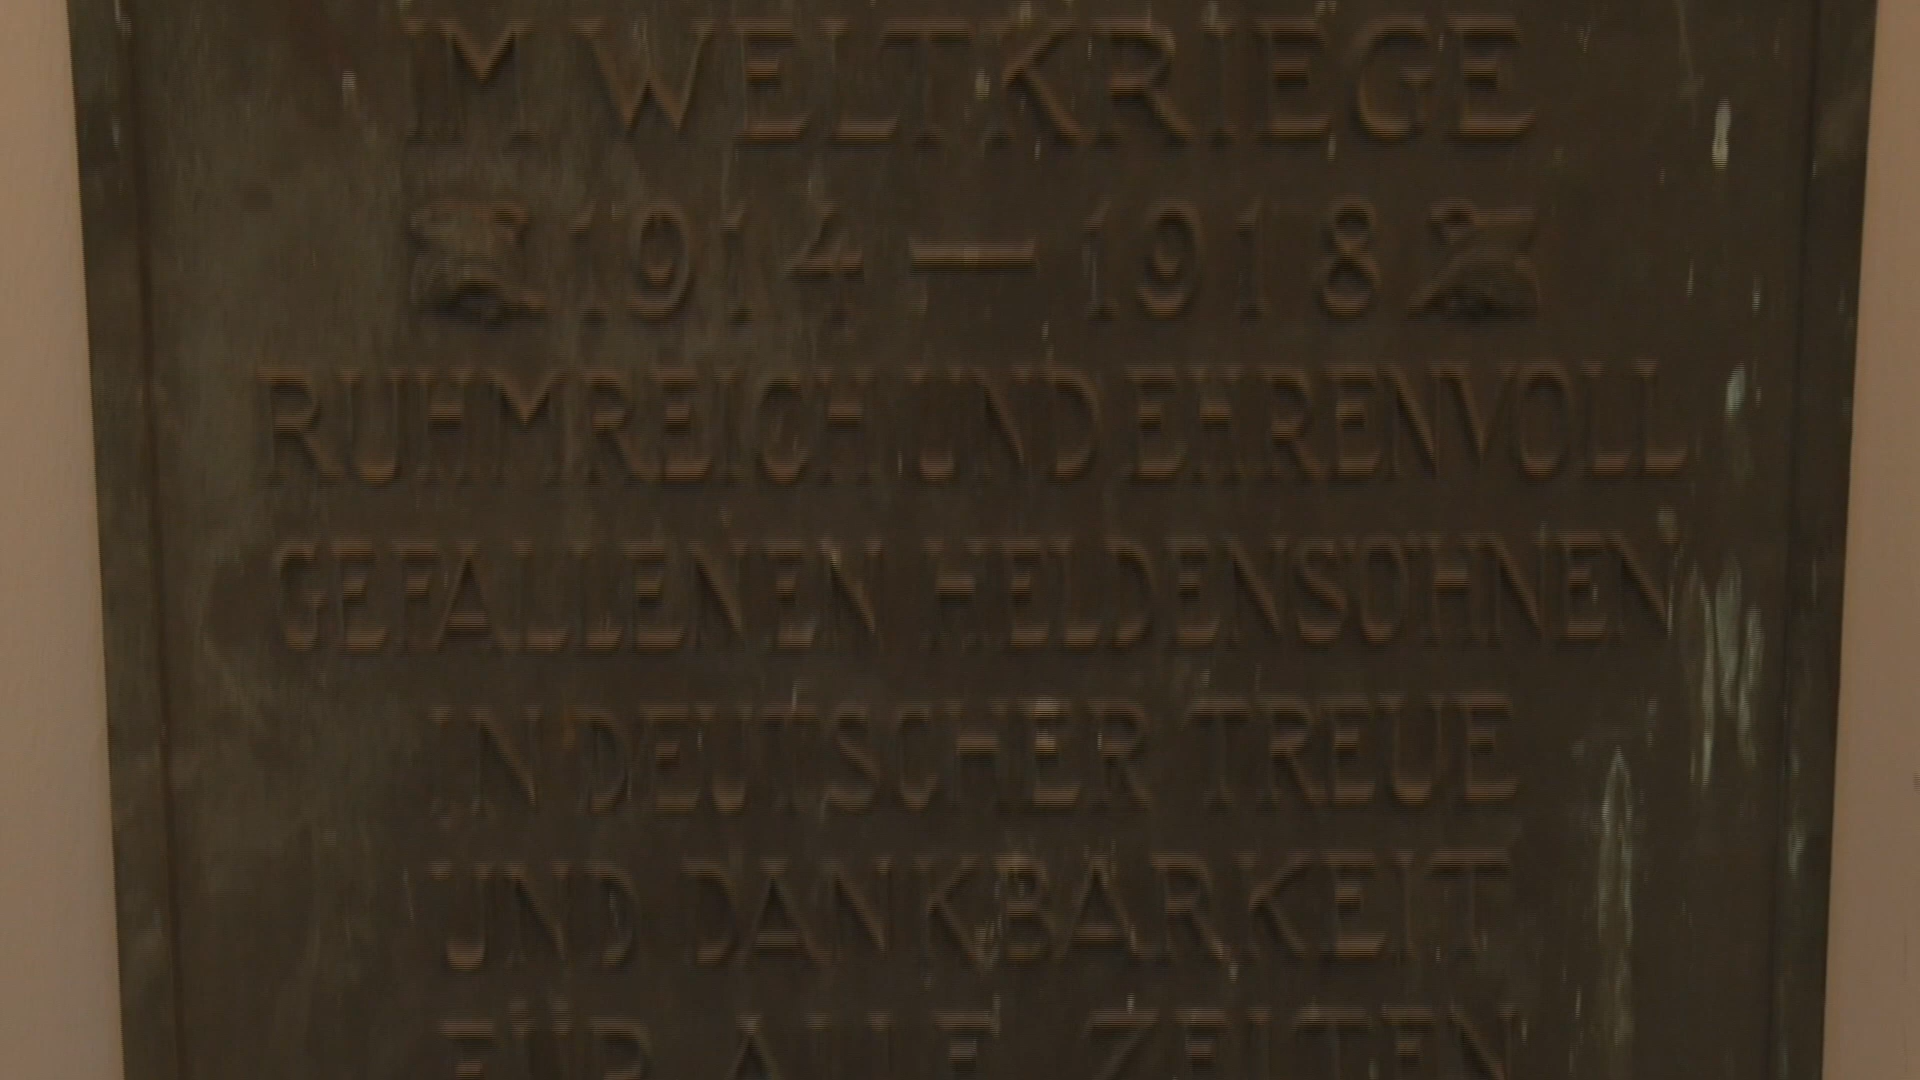 IM WELTKRIEGE
1914 — 1918
RUHMREICH UND EHRENVOLL
GEFALLENEN HELDENSÖHNEN
IN DEUTSCHER TREUE
UND DANKBARKEIT
FÜR ALLE ZEITEN